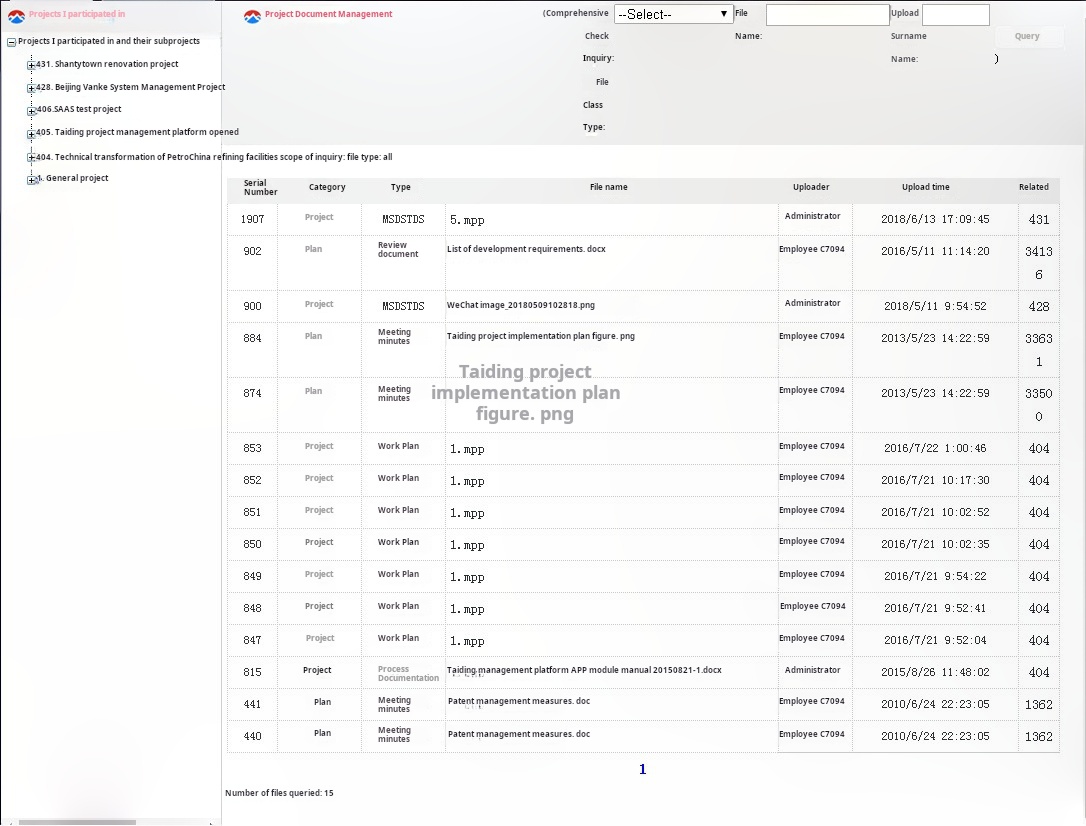 Projects I participated in
Projects I participated in and their subprojects
431. Shantytown renovation project
428. Beijing Vanke System Management Project
406.SAAS test project
405. Taiding project management platform opened
404. Technical transformation of PetroChina refining facilities scope of inquiry: file type: all
. General project
Project Document Management
(Comprehensive --Select-- File Upload
Check Name: Surname Query
Inquiry: Name: )
File
Class
Type:
Serial Number Category Type File name Uploader Upload time Related
1907 Project MSDSTDS 5.mpp Administrator 2018/6/13 17:09:45 431
902 Plan Review document List of development requirements. docx Employee C7094 2016/5/11 11:14:20 34136
900 Project MSDSTDS WeChat image_20180509102818.png Administrator 2018/5/11 9:54:52 428
884 Plan Meeting minutes Taiding project implementation plan figure. png Employee C7094 2013/5/23 14:22:59 33631
874 Plan Meeting minutes Taiding project implementation plan figure. png Employee C7094 2013/5/23 14:22:59 33500
853 Project Work Plan 1.mpp Employee C7094 2016/7/22 1:00:46 404
852 Project Work Plan 1.mpp Employee C7094 2016/7/21 10:17:30 404
851 Project Work Plan 1.mpp Employee C7094 2016/7/21 10:02:52 404
850 Project Work Plan 1.mpp Employee C7094 2016/7/21 10:02:35 404
849 Project Work Plan 1.mpp Employee C7094 2016/7/21 9:54:22 404
848 Project Work Plan 1.mpp Employee C7094 2016/7/21 9:52:41 404
847 Project Work Plan 1.mpp Employee C7094 2016/7/21 9:52:04 404
815 Project Process Documentation Taiding management platform APP module manual 20150821-1.docx Administrator 2015/8/26 11:48:02 404
441 Plan Meeting minutes Patent management measures. doc Employee C7094 2010/6/24 22:23:05 1362
440 Plan Meeting minutes Patent management measures. doc Employee C7094 2010/6/24 22:23:05 1362
1
Number of files queried: 15